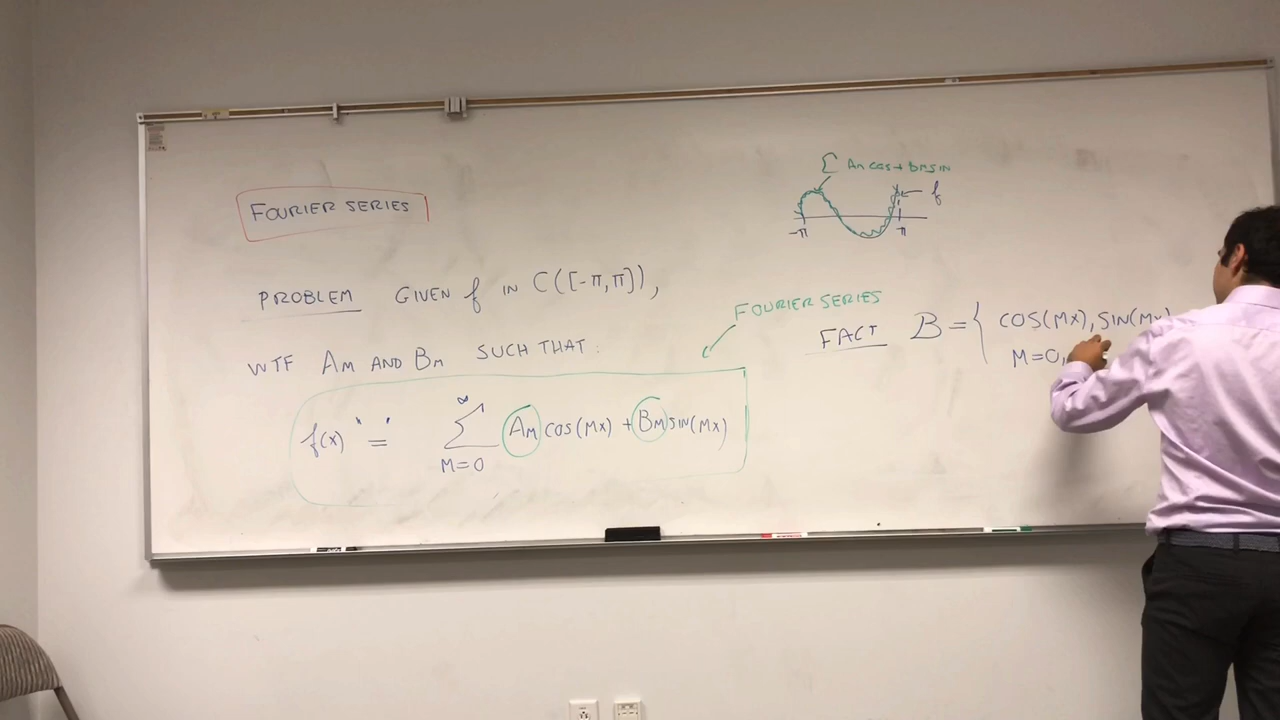 FOURIER SERIES
PROBLEM GIVEN f IN C([-π,π]),
WTF Am AND Bm SUCH THAT:
f(x) '=' ∞ Σ M=0 Am COS(Mx) + Bm SIN(Mx)
FOURIER SERIES
Σ Am COS + Bm SIN
f
-π π
FACT B = { COS(Mx), SIN(Mx)
M=0,